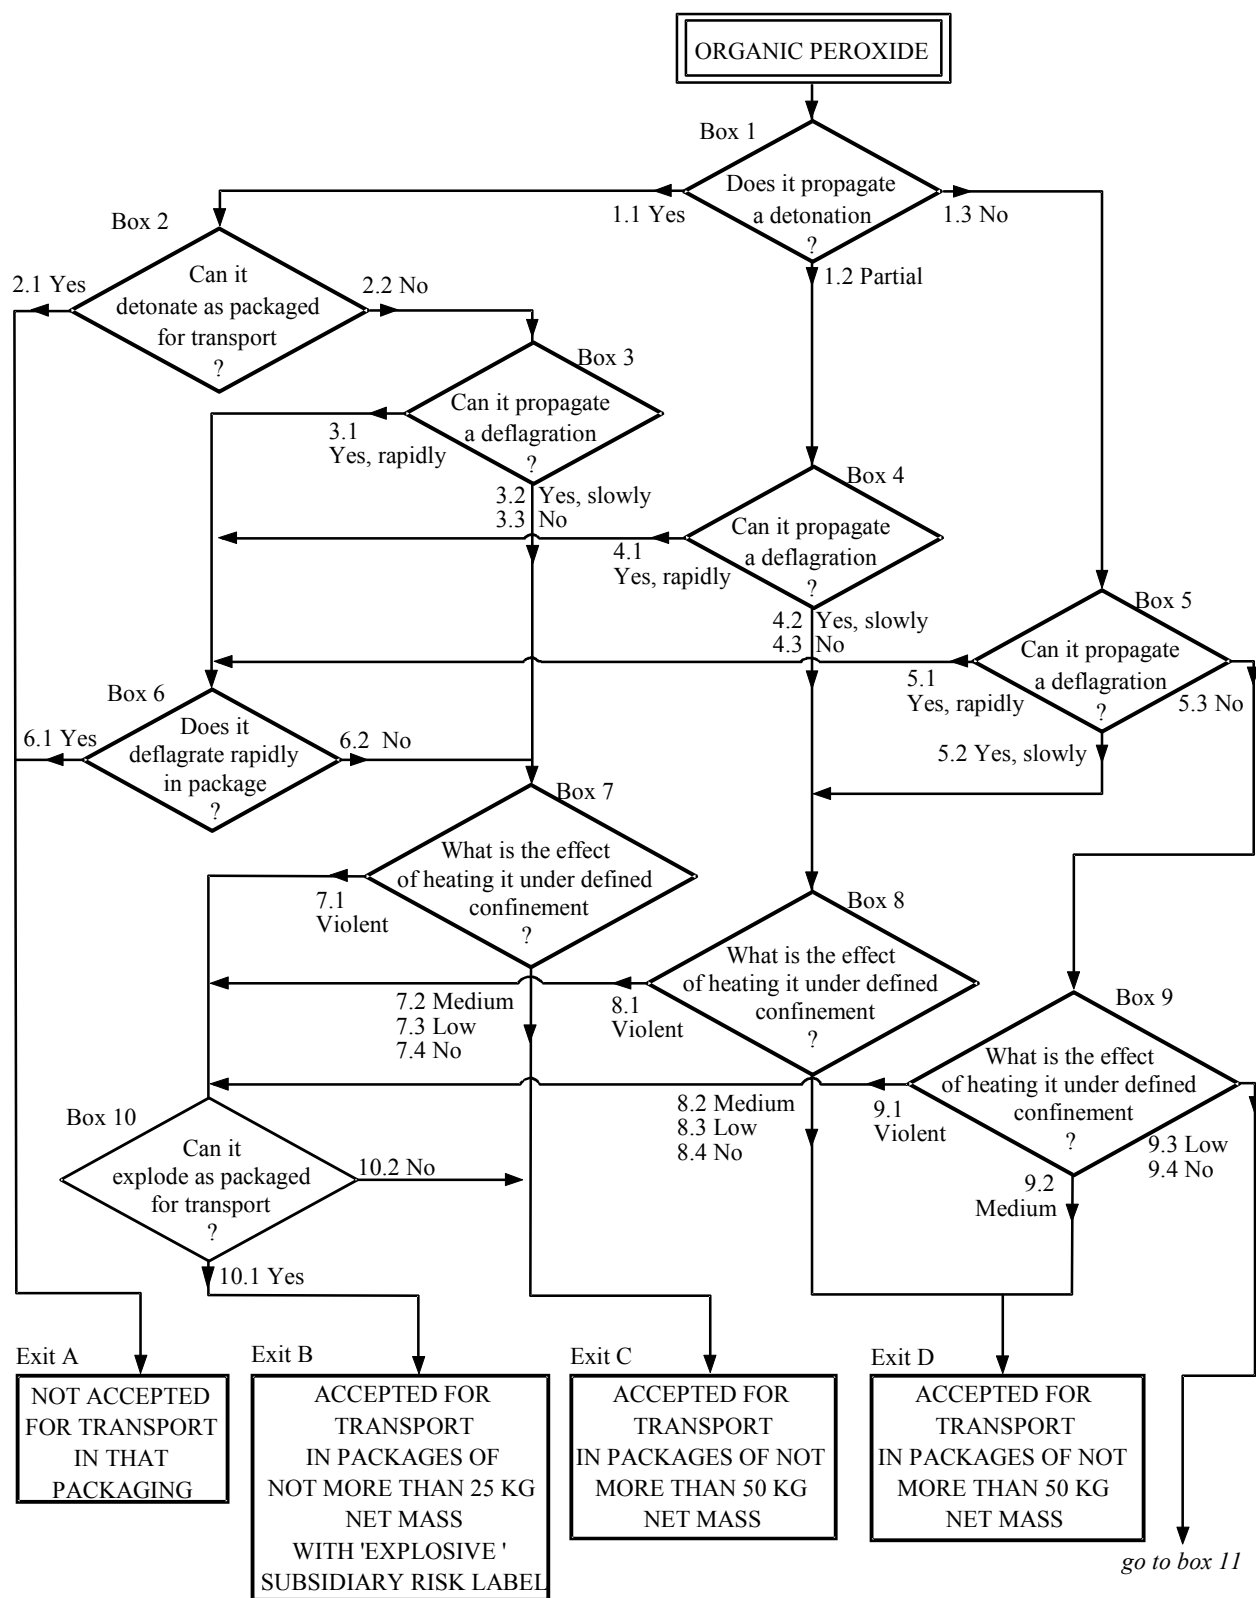 ORGANIC PEROXIDE
Box 1
Does it propagate
a detonation
?
1.1 Yes
1.3 No
1.2 Partial
Box 2
Can it
detonate as packaged
for transport
?
2.1 Yes
2.2 No
Box 3
Can it propagate
a deflagration
?
3.1
Yes, rapidly
3.2 Yes, slowly
3.3 No
Box 4
Can it propagate
a deflagration
?
4.1
Yes, rapidly
4.2 Yes, slowly
4.3 No
Box 5
Can it propagate
a deflagration
?
5.1
Yes, rapidly
5.3 No
5.2 Yes, slowly
Box 6
Does it
deflagrate rapidly
in package
?
6.1 Yes
6.2 No
Box 7
What is the effect
of heating it under defined
confinement
?
7.1
Violent
7.2 Medium
7.3 Low
7.4 No
Box 8
What is the effect
of heating it under defined
confinement
?
8.1
Violent
8.2 Medium
8.3 Low
8.4 No
Box 9
What is the effect
of heating it under defined
confinement
?
9.1
Violent
9.3 Low
9.4 No
9.2
Medium
Box 10
Can it
explode as packaged
for transport
?
10.2 No
10.1 Yes
Exit A
NOT ACCEPTED
FOR TRANSPORT
IN THAT
PACKAGING
Exit B
ACCEPTED FOR
TRANSPORT
IN PACKAGES OF
NOT MORE THAN 25 KG
NET MASS
WITH 'EXPLOSIVE '
SUBSIDIARY RISK LABEL
Exit C
ACCEPTED FOR
TRANSPORT
IN PACKAGES OF NOT
MORE THAN 50 KG
NET MASS
Exit D
ACCEPTED FOR
TRANSPORT
IN PACKAGES OF NOT
MORE THAN 50 KG
NET MASS
go to box 11